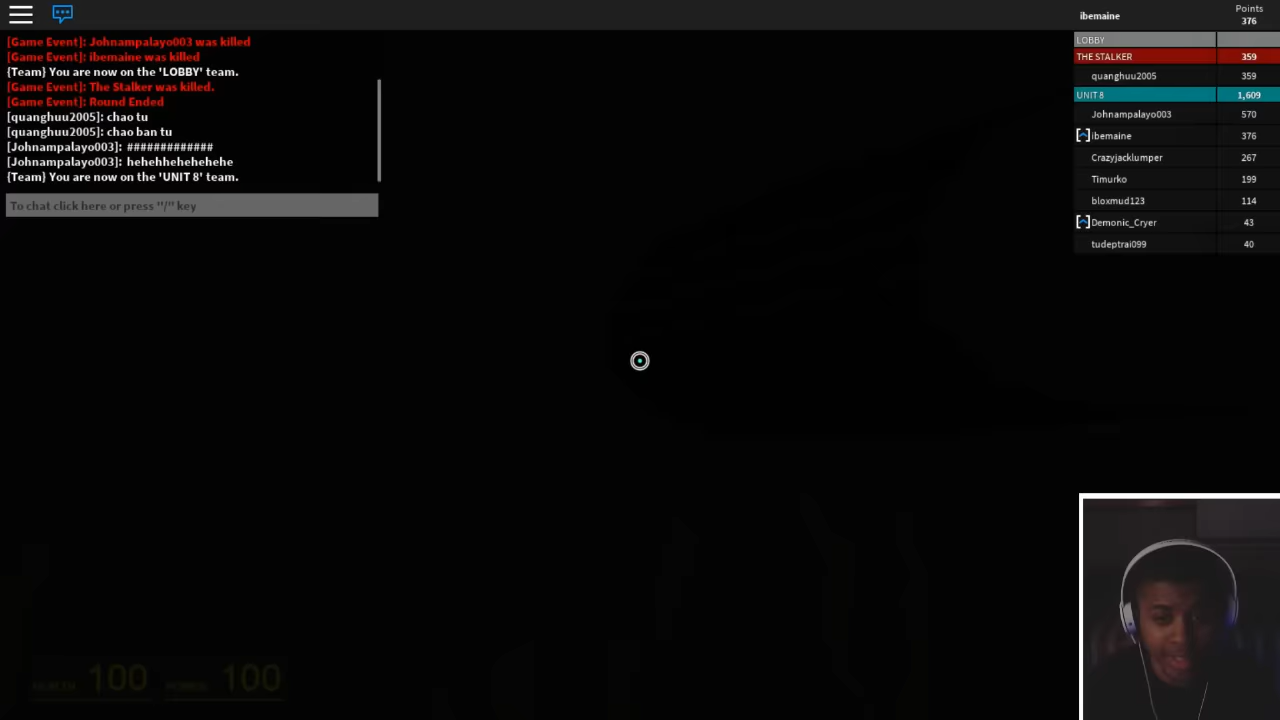 ibemaine
Points
376
[Game Event]: Johnampalayo003 was killed
[Game Event]: ibemaine was killed
{Team} You are now on the 'LOBBY' team.
[Game Event]: The Stalker was killed.
[Game Event]: Round Ended
[quanghuu2005]: chao tu
[quanghuu2005]: chao ban tu
[Johnampalayo003]: #############
[Johnampalayo003]: hehehhehehehehe
{Team} You are now on the 'UNIT 8' team.
To chat click here or press "/" key
LOBBY
THE STALKER 359
quanghuu2005 359
UNIT 8 1,609
Johnampalayo003 570
ibemaine 376
Crazyjacklumper 267
Timurko 199
bloxmud123 114
Demonic_Cryer 43
tudeptrai099 40
100
100